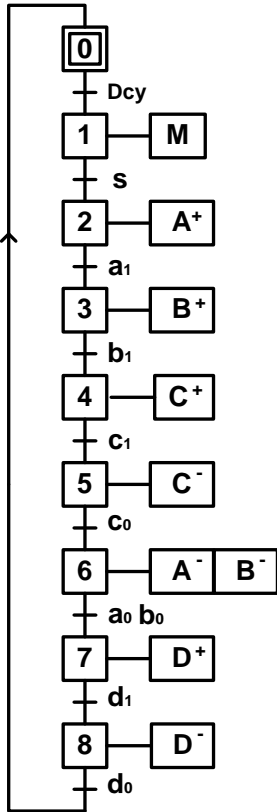 0
Dcy
1 M
s
2 A⁺
a₁
3 B⁺
b₁
4 C⁺
c₁
5 C⁻
c₀
6 A⁻ B⁻
a₀ b₀
7 D⁺
d₁
8 D⁻
d₀